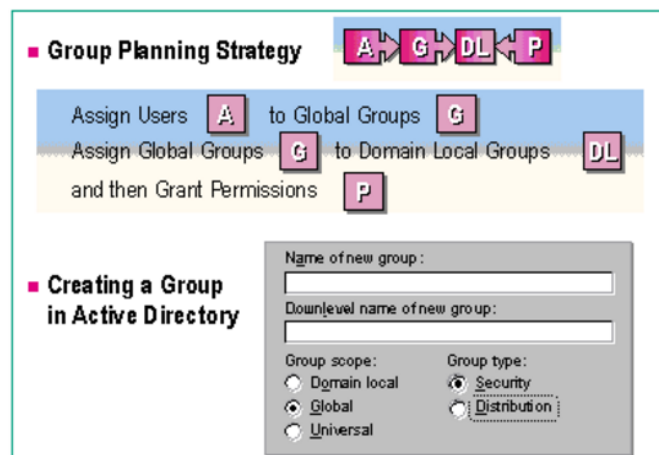 Group Planning Strategy A G DL P
Assign Users A to Global Groups G
Assign Global Groups G to Domain Local Groups DL
and then Grant Permissions P
Creating a Group
in Active Directory
Name of new group:
Downlevel name of new group:
Group scope: Group type:
Domain local Security
Global Distribution
Universal